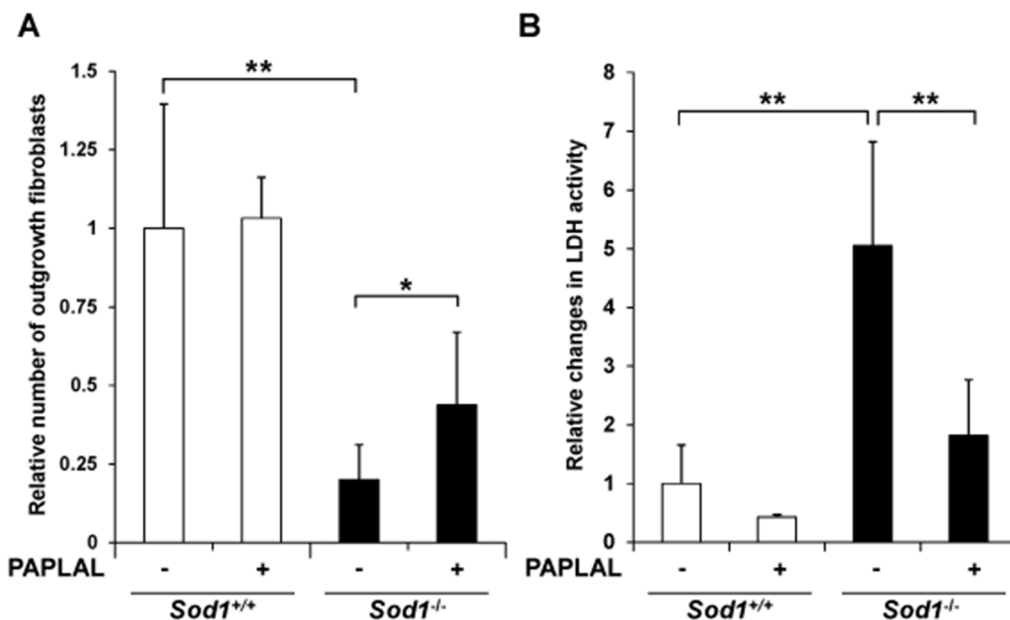 A
Relative number of outgrowth fibroblasts
1.5
1.25
1
0.75
0.5
0.25
0
**
*
PAPLAL - + - +
Sod1+/+ Sod1-/-
B
Relative changes in LDH activity
8
7
6
5
4
3
2
1
0
** **
PAPLAL - + - +
Sod1+/+ Sod1-/-